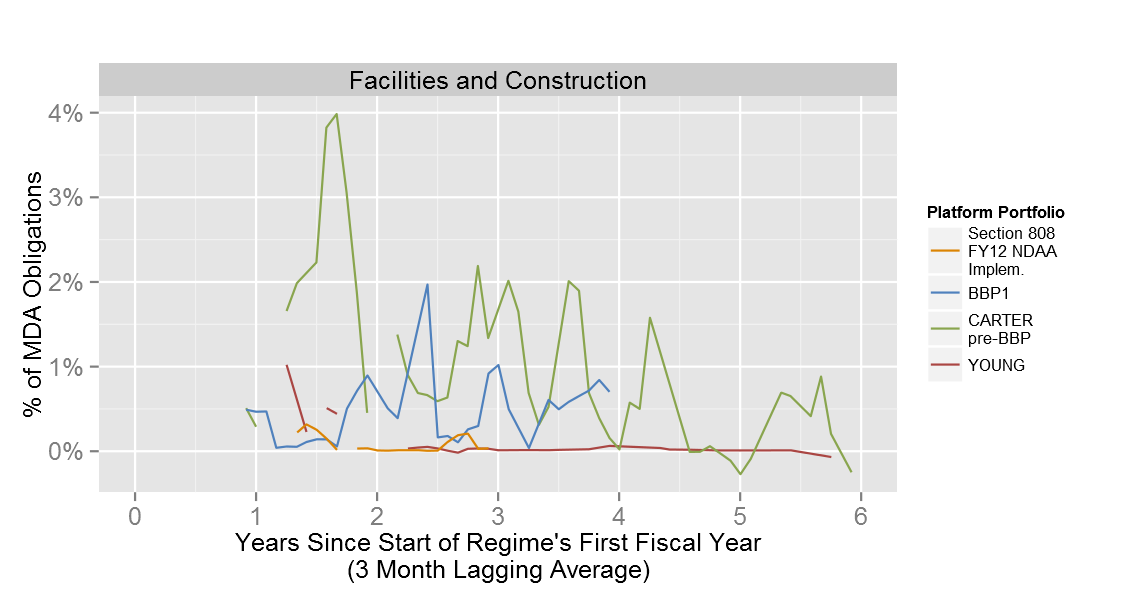 Facilities and Construction
4%
3%
2%
1%
0%
% of MDA Obligations
0 1 2 3 4 5 6
Years Since Start of Regime's First Fiscal Year
(3 Month Lagging Average)
Platform Portfolio
Section 808
FY12 NDAA
Implem.
BBP1
CARTER
pre-BBP
YOUNG